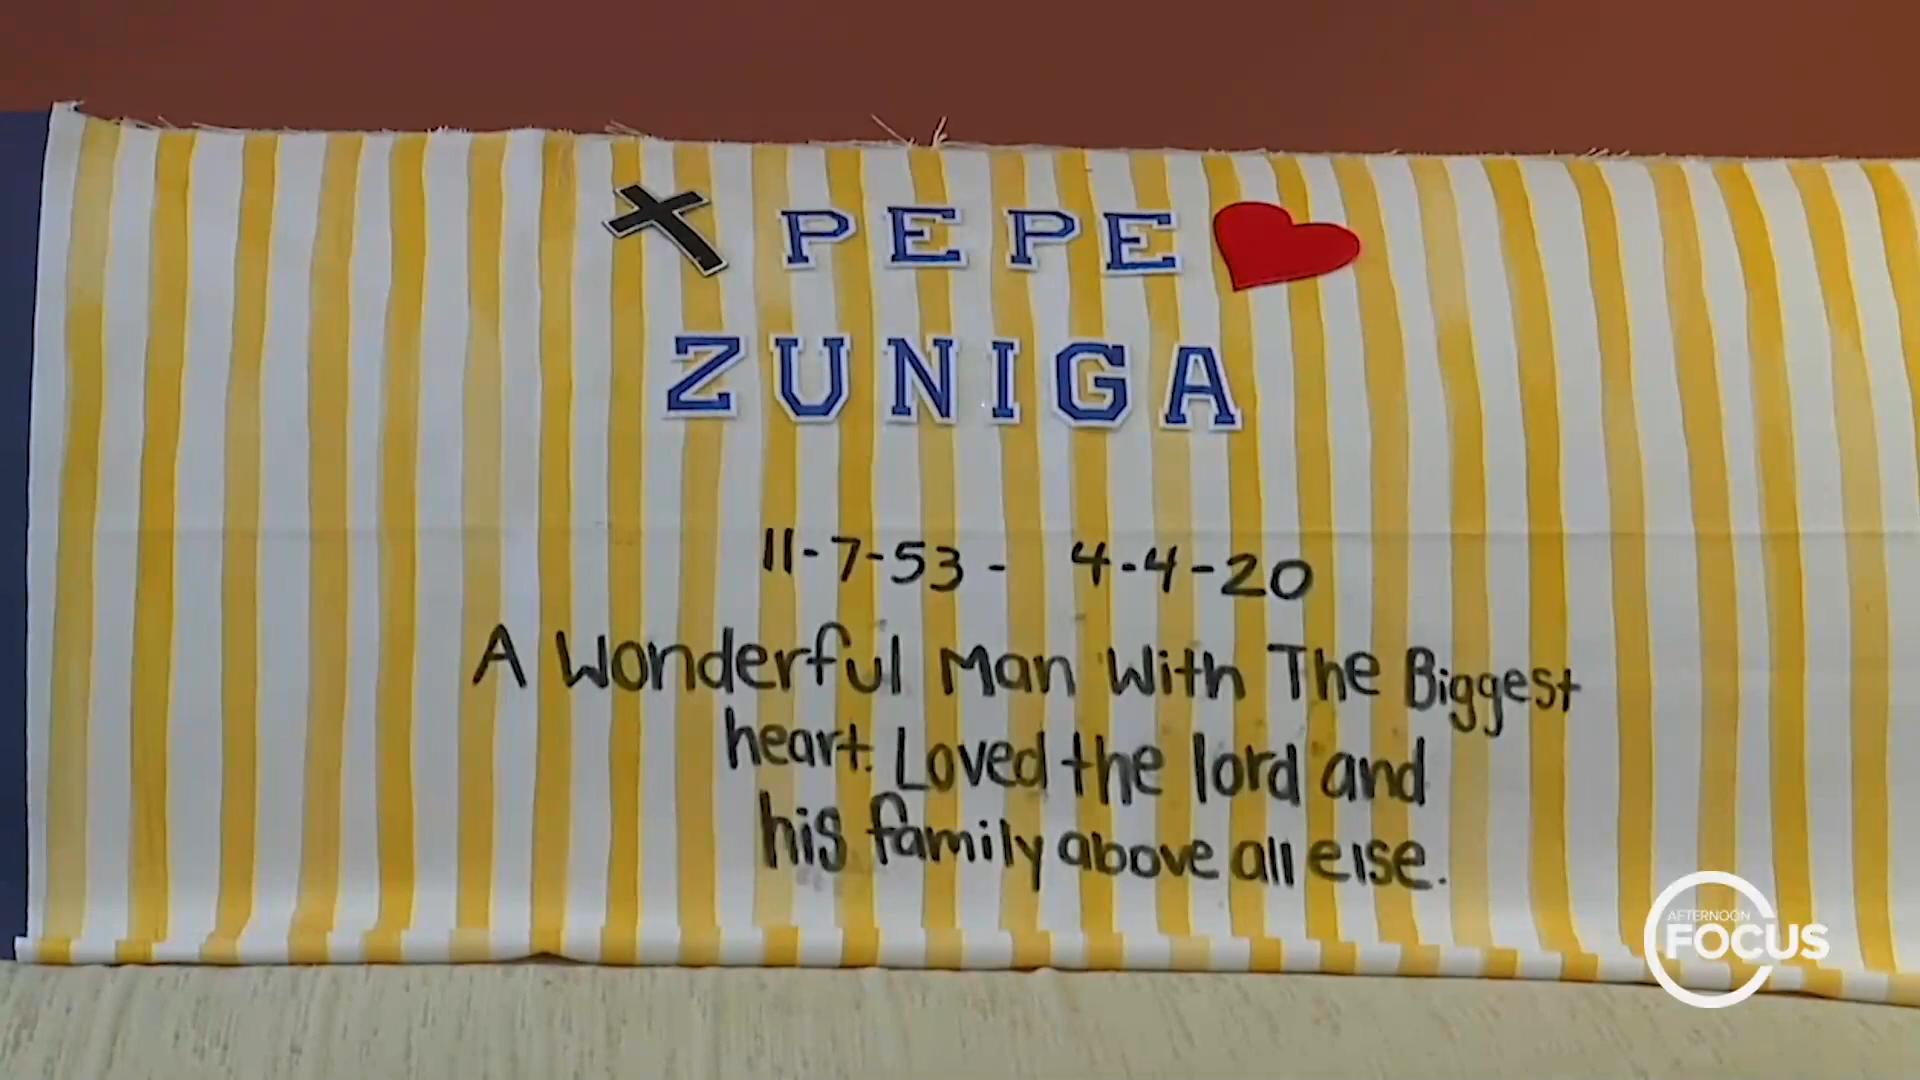 PEPE
ZUNIGA
11-7-53 - 4-4-20
A Wonderful Man With The Biggest
heart. Loved the lord and
his family above all else.
AFTERNOON
FOCUS